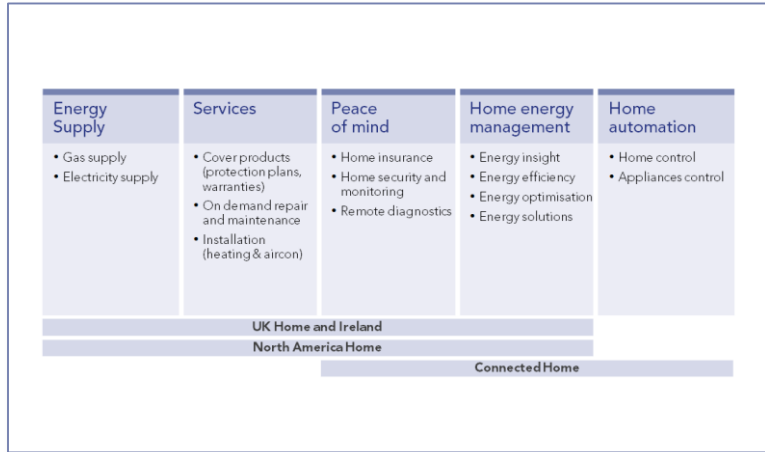 Energy
Supply
• Gas supply
• Electricity supply
Services
• Cover products
(protection plans,
warranties)
• On demand repair
and maintenance
• Installation
(heating & aircon)
Peace
of mind
• Home insurance
• Home security and
monitoring
• Remote diagnostics
Home energy
management
• Energy insight
• Energy efficiency
• Energy optimisation
• Energy solutions
Home
automation
• Home control
• Appliances control
UK Home and Ireland
North America Home
Connected Home